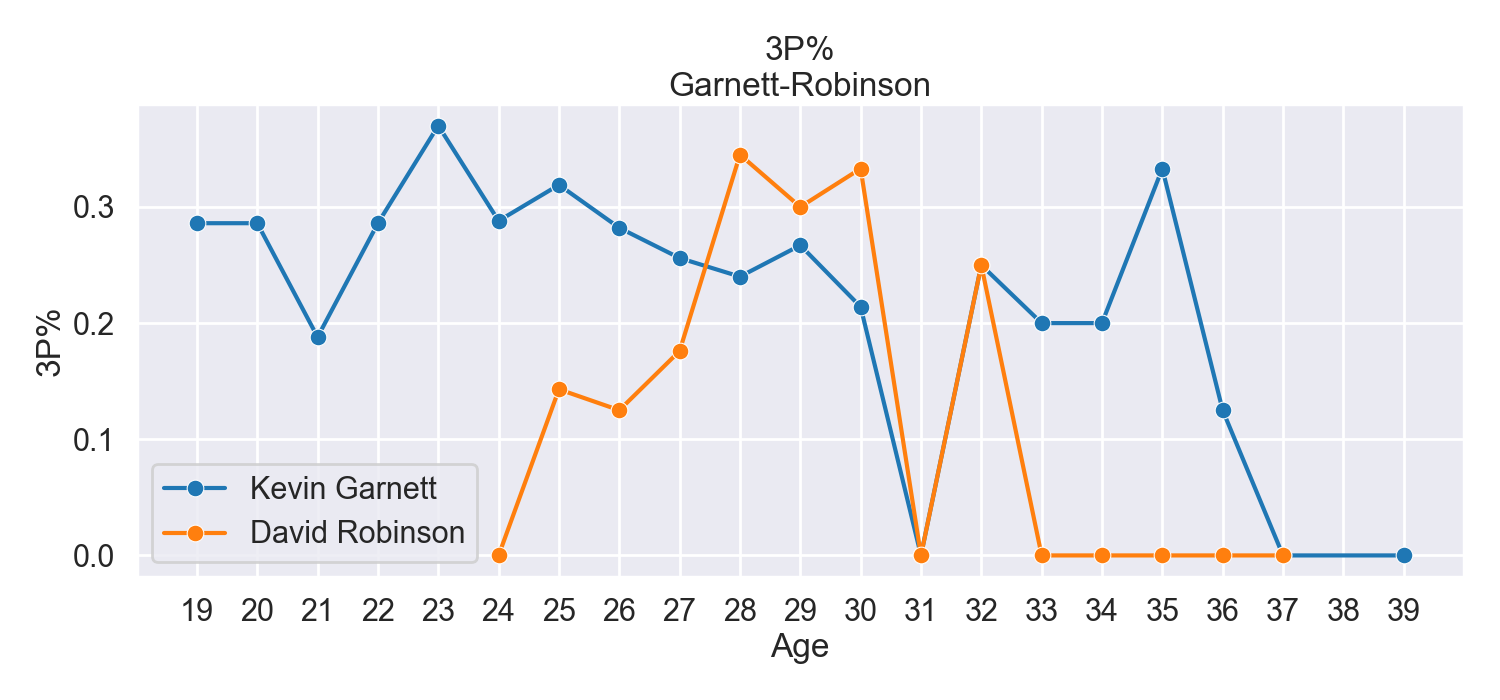 3P%
Garnett-Robinson
3P%
0.3
0.2
0.1
0.0
Kevin Garnett
David Robinson
19 20 21 22 23 24 25 26 27 28 29 30 31 32 33 34 35 36 37 38 39
Age